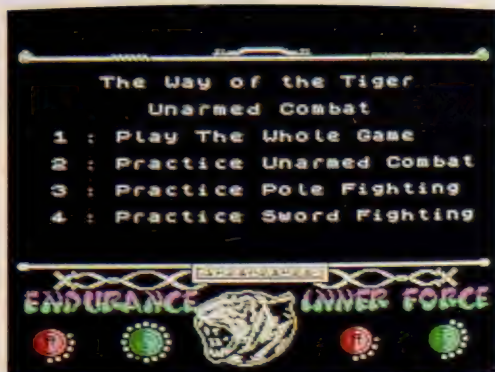 The Way of the Tiger
Unarmed Combat
1 : Play The Whole Game
2 : Practice Unarmed Combat
3 : Practice Pole Fighting
4 : Practice Sword Fighting
ENDURANCE INNER FORCE